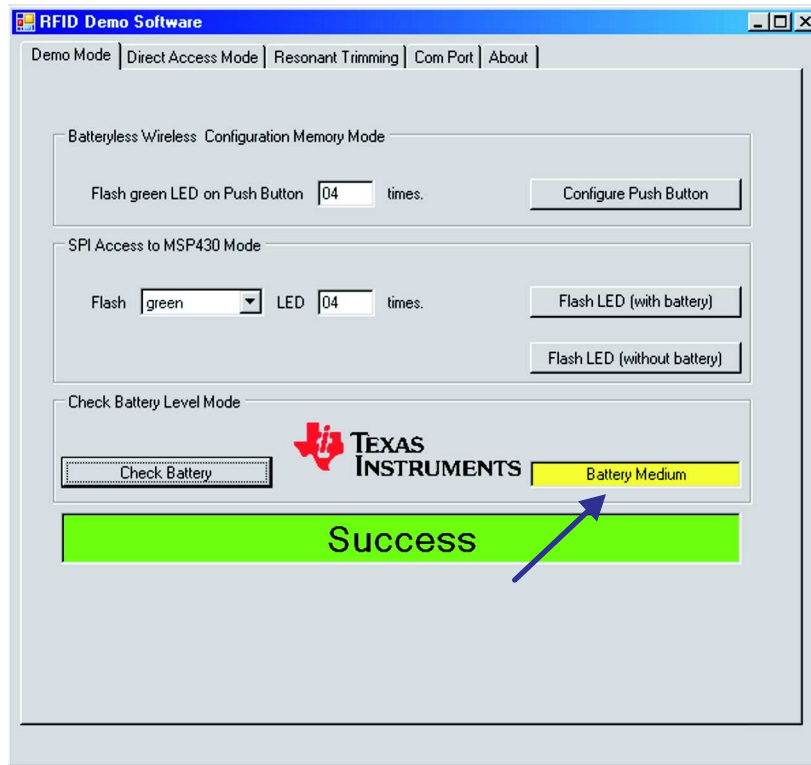 RFID Demo Software
Demo Mode Direct Access Mode Resonant Trimming Com Port About
Batteryless Wireless Configuration Memory Mode
Flash green LED on Push Button 04 times. Configure Push Button
SPI Access to MSP430 Mode
Flash green LED 04 times. Flash LED (with battery)
Flash LED (without battery)
Check Battery Level Mode
TEXAS
INSTRUMENTS
Check Battery Battery Medium
Success